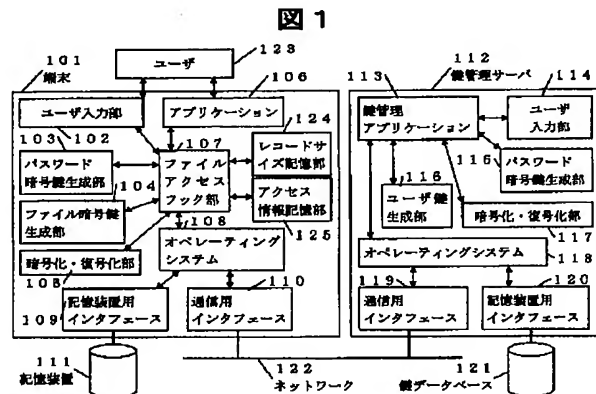 図1
101
端末
ユーザ
123
106
ユーザ入力部
アプリケーション
124
103
102
107
パスワード
暗号鍵生成部
ファイル
アクセス
フック部
レコードサ
イズ記憶部
104
ファイル暗号鍵
生成部
アクセス
情報記憶部
108
125
オペレーティング
システム
暗号化・復号化部
105
110
109
記憶装置用
インタフェース
通信用
インタフェース
111
記憶装置
112
鍵管理サーバ
113
114
鍵管理
アプリケーション
ユーザ
入力部
115
パスワード
暗号鍵生成部
116
ユーザ鍵
生成部
暗号化・復号化部
117
オペレーティングシステム
118
119
120
通信用
インタフェース
記憶装置用
インタフェース
122
ネットワーク
121
鍵データベース